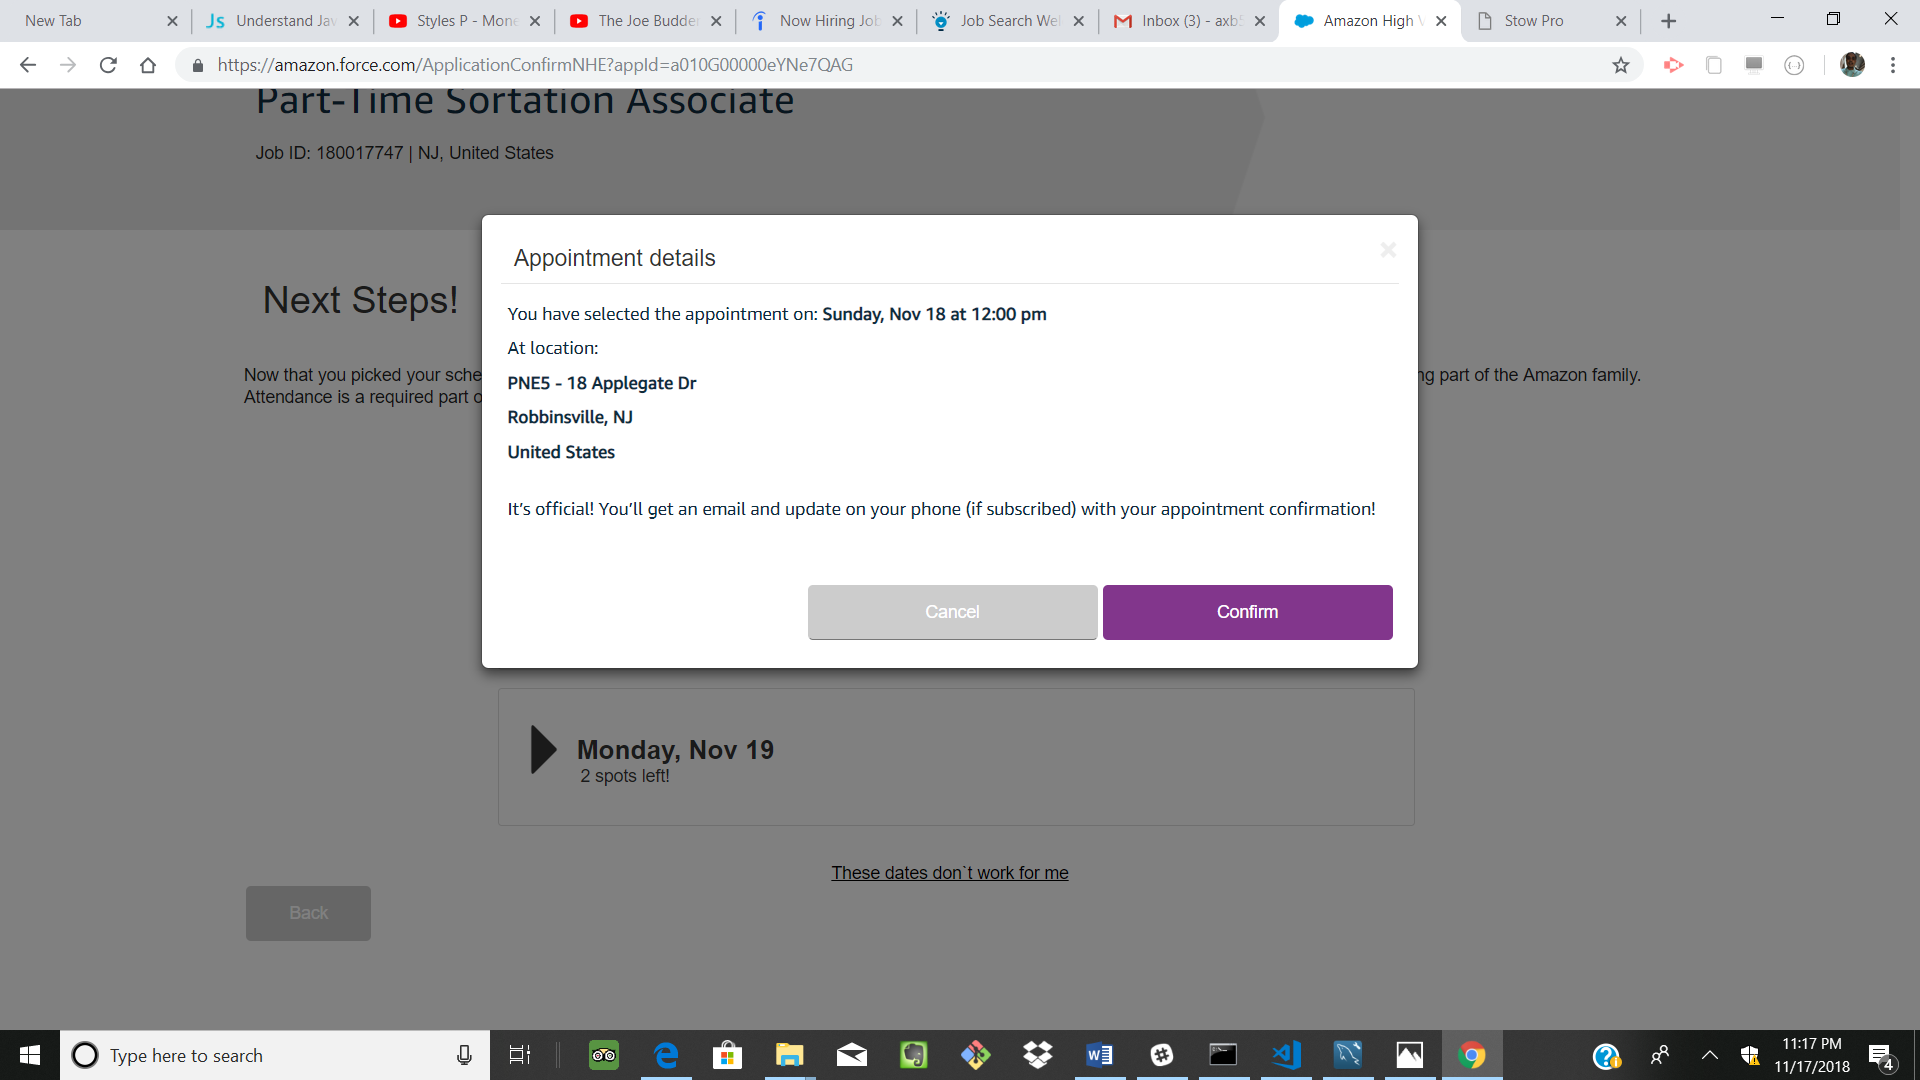 New Tab
Understand Jav
Styles P - Mone
The Joe Budden
Now Hiring Job
Job Search Wel
Inbox (3) - axb5
Amazon High V
Stow Pro
https://amazon.force.com/ApplicationConfirmNHE?appId=a010G00000eYNe7QAG
Part-Time Sortation Associate
Job ID: 180017747 | NJ, United States
Next Steps!
Now that you picked your sche
ng part of the Amazon family.
Attendance is a required part o
Appointment details
You have selected the appointment on: Sunday, Nov 18 at 12:00 pm
At location:
PNE5 - 18 Applegate Dr
Robbinsville, NJ
United States
It's official! You'll get an email and update on your phone (if subscribed) with your appointment confirmation!
Cancel
Confirm
Monday, Nov 19
2 spots left!
These dates don`t work for me
Back
Type here to search
11:17 PM
11/17/2018
4